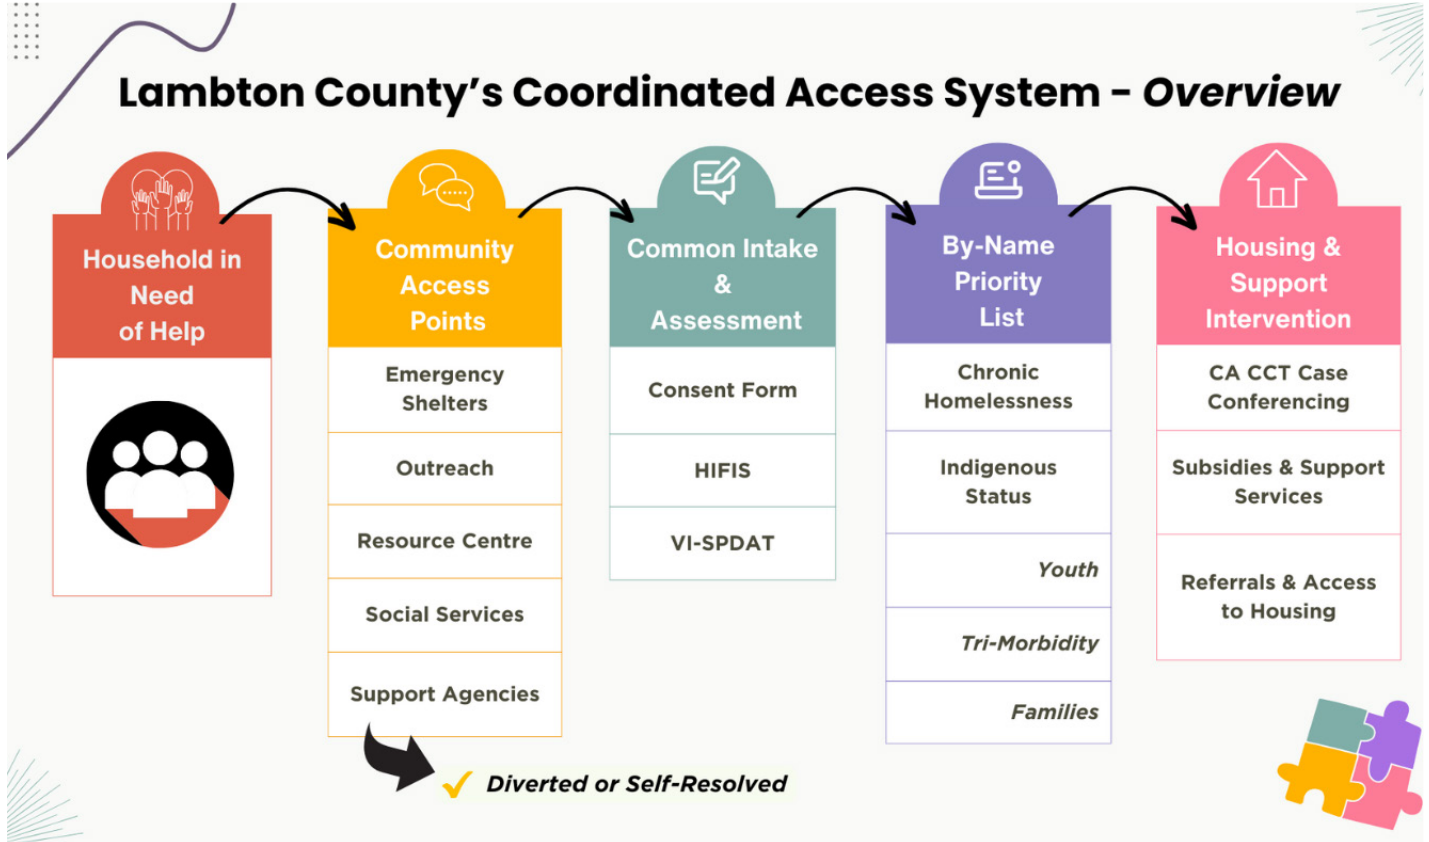 Lambton County's Coordinated Access System - Overview
Household in
Need
of Help
Community
Access
Points
Emergency
Shelters
Outreach
Resource Centre
Social Services
Support Agencies
Diverted or Self-Resolved
Common Intake
&
Assessment
Consent Form
HIFIS
VI-SPDAT
By-Name
Priority
List
Chronic
Homelessness
Indigenous
Status
Youth
Tri-Morbidity
Families
Housing &
Support
Intervention
CA CCT Case
Conferencing
Subsidies & Support
Services
Referrals & Access
to Housing